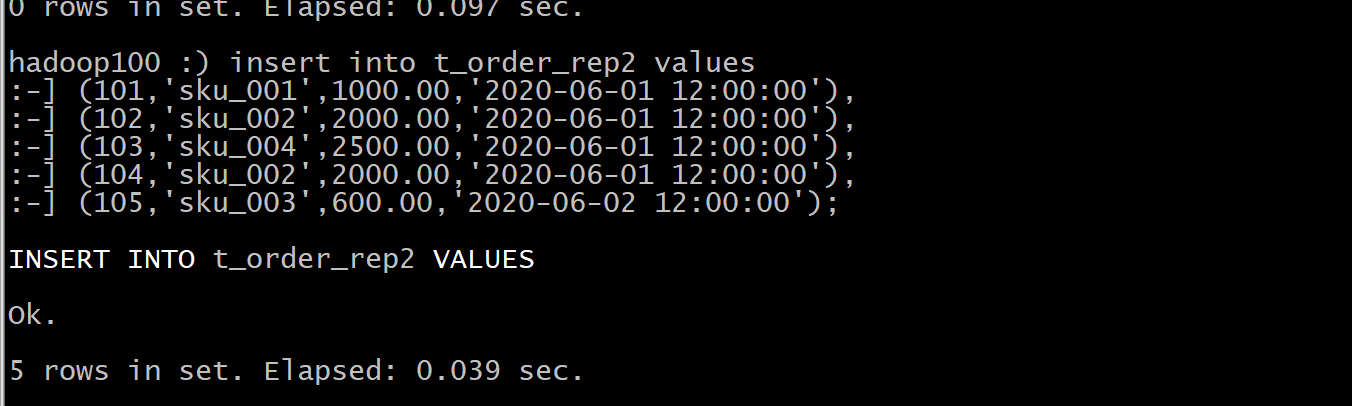 0 rows in set. Elapsed: 0.097 sec.
hadoop100 :) insert into t_order_rep2 values
:-] (101,'sku_001',1000.00,'2020-06-01 12:00:00'),
:-] (102,'sku_002',2000.00,'2020-06-01 12:00:00'),
:-] (103,'sku_004',2500.00,'2020-06-01 12:00:00'),
:-] (104,'sku_002',2000.00,'2020-06-01 12:00:00'),
:-] (105,'sku_003',600.00,'2020-06-02 12:00:00');
INSERT INTO t_order_rep2 VALUES
Ok.
5 rows in set. Elapsed: 0.039 sec.